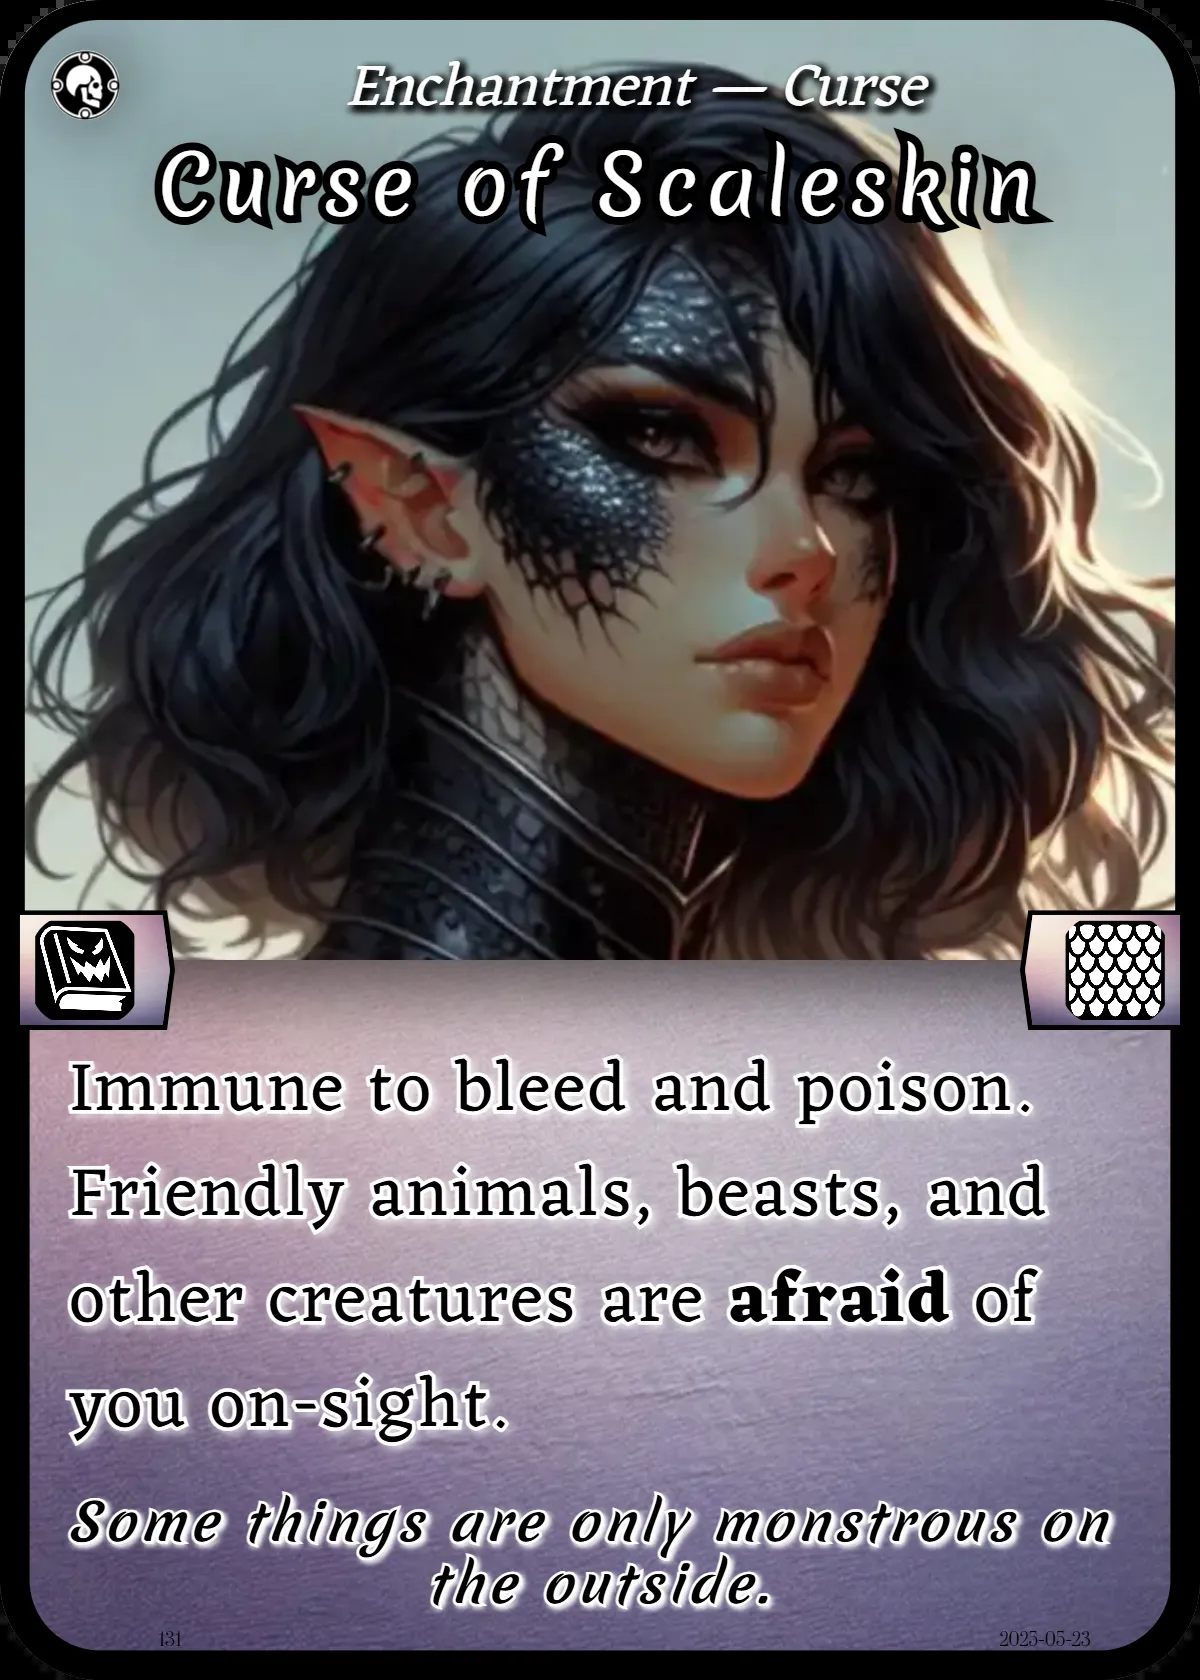 Enchantment — Curse
Curse of Scaleskin
Immune to bleed and poison.
Friendly animals, beasts, and
other creatures are afraid of
you on-sight.
Some things are only monstrous on
the outside.
131
2025-05-23